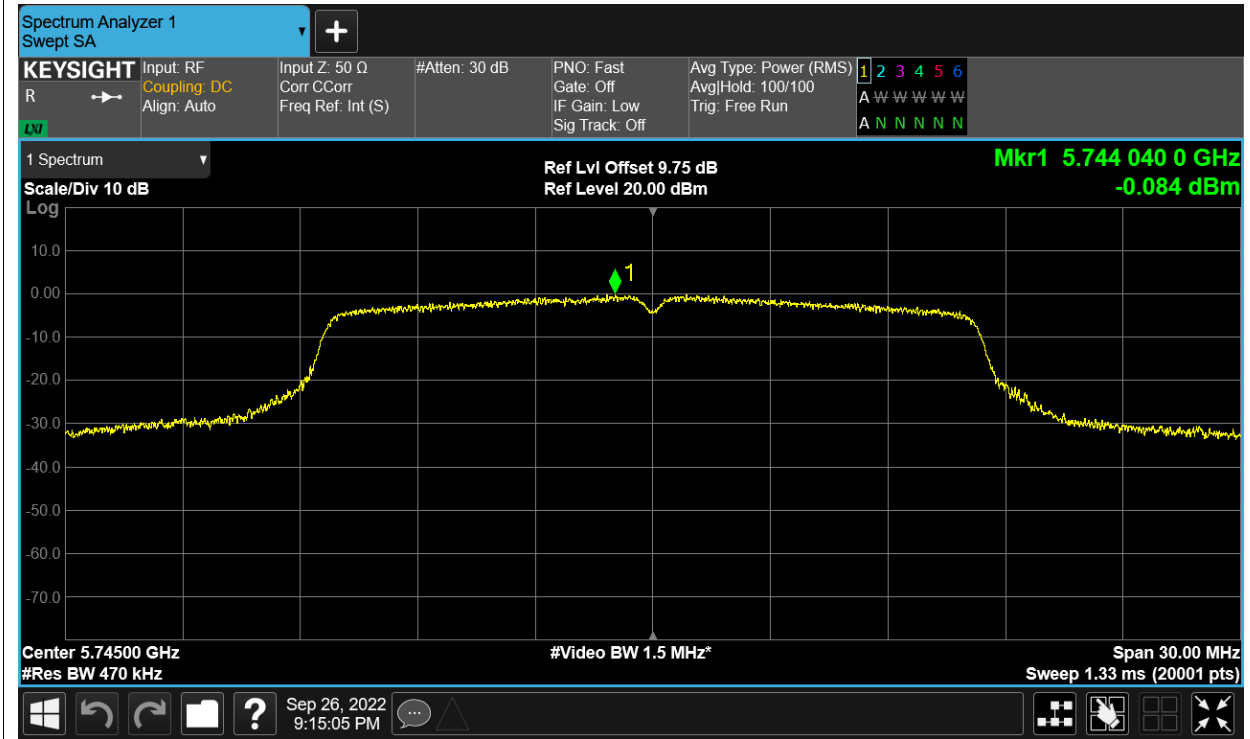 Spectrum Analyzer 1
Swept SA
KEYSIGHT
R
LXI
Input: RF
Coupling: DC
Align: Auto
Input Z: 50 Ω
Corr CCorr
Freq Ref: Int (S)
#Atten: 30 dB
PNO: Fast
Gate: Off
IF Gain: Low
Sig Track: Off
Avg Type: Power (RMS)
Avg|Hold: 100/100
Trig: Free Run
1 2 3 4 5 6
A W W W W W
A N N N N N
1 Spectrum
Scale/Div 10 dB
Log
Ref Lvl Offset 9.75 dB
Ref Level 20.00 dBm
Mkr1 5.744 040 0 GHz
-0.084 dBm
1
10.0
0.00
-10.0
-20.0
-30.0
-40.0
-50.0
-60.0
-70.0
Center 5.74500 GHz
#Res BW 470 kHz
#Video BW 1.5 MHz*
Span 30.00 MHz
Sweep 1.33 ms (20001 pts)
?
Sep 26, 2022
9:15:05 PM